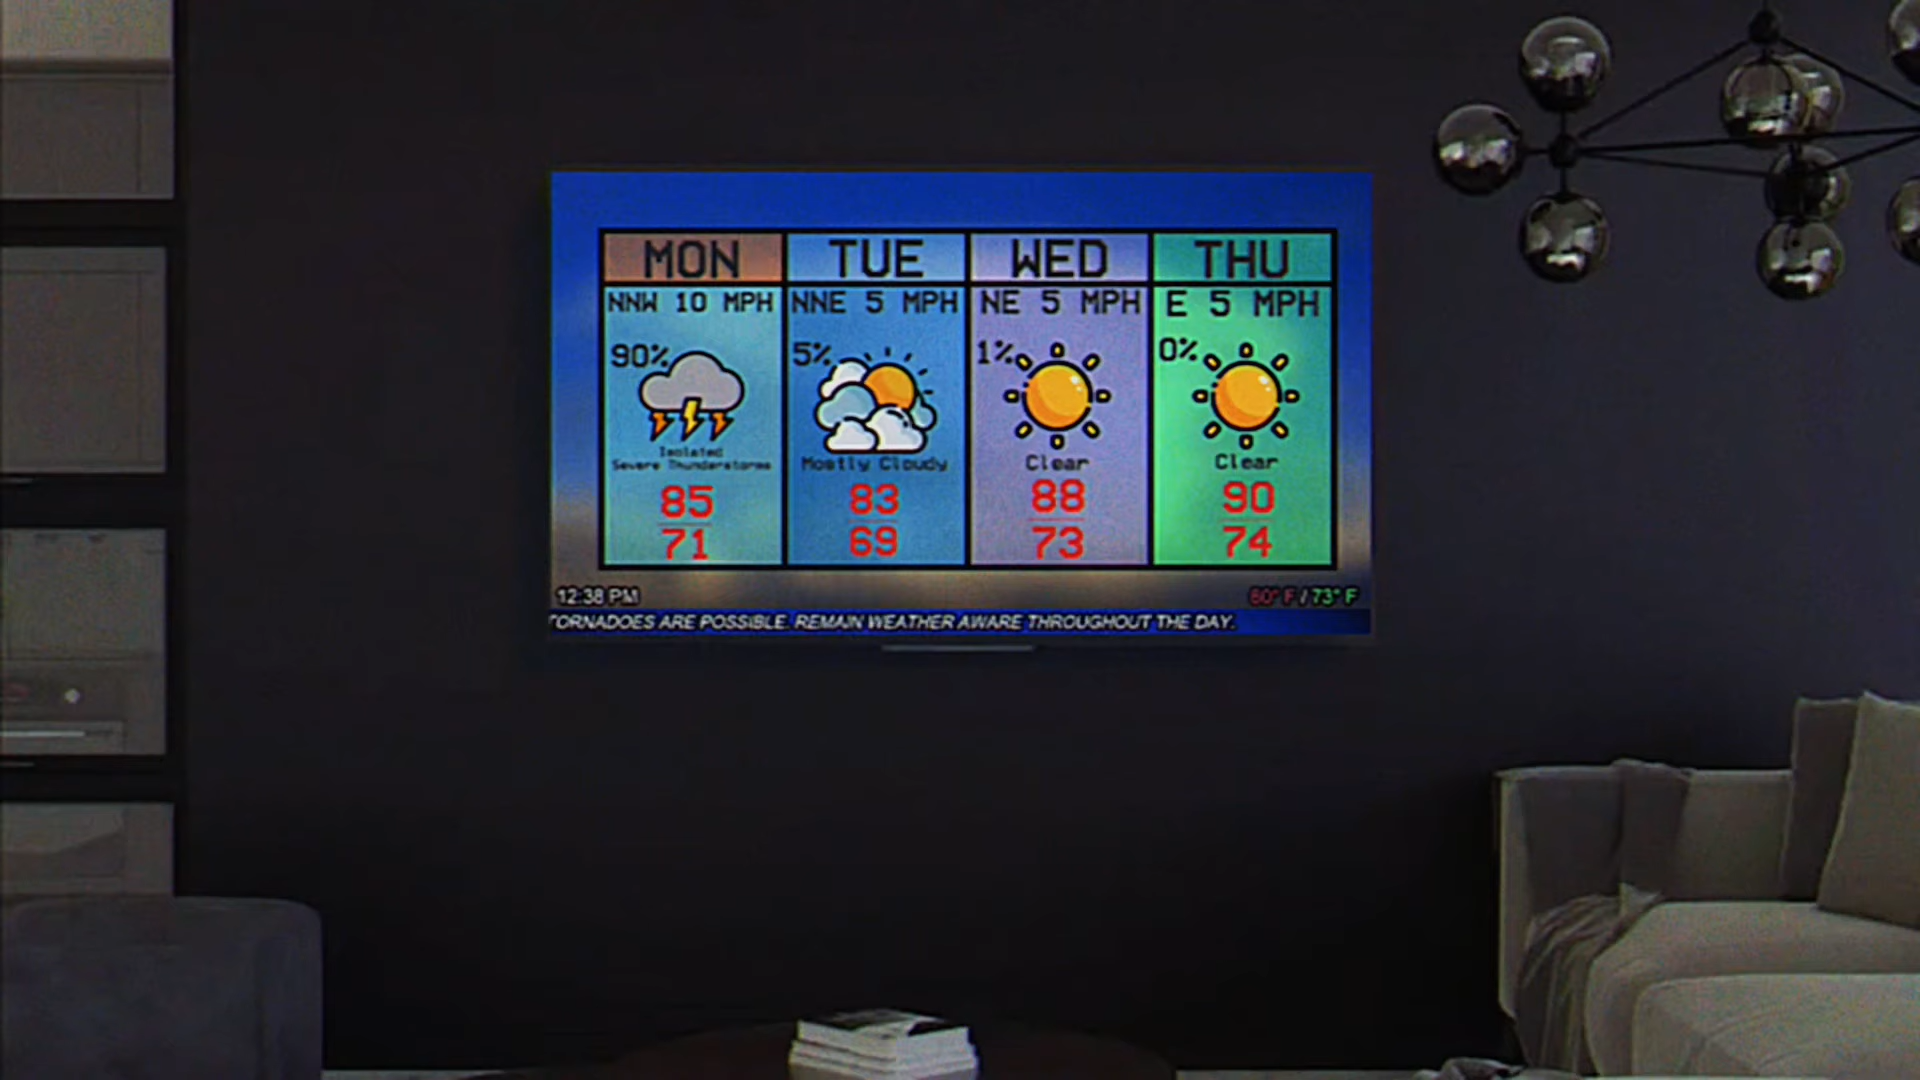 MON TUE WED THU
NNW 10 MPH NNE 5 MPH NE 5 MPH E 5 MPH
90% 5% 1% 0%
Isolated
Severe Thunderstorms Mostly Cloudy Clear Clear
85 83 88 90
71 69 73 74
12:38 PM 80° F / 73° F
TORNADOES ARE POSSIBLE. REMAIN WEATHER AWARE THROUGHOUT THE DAY.